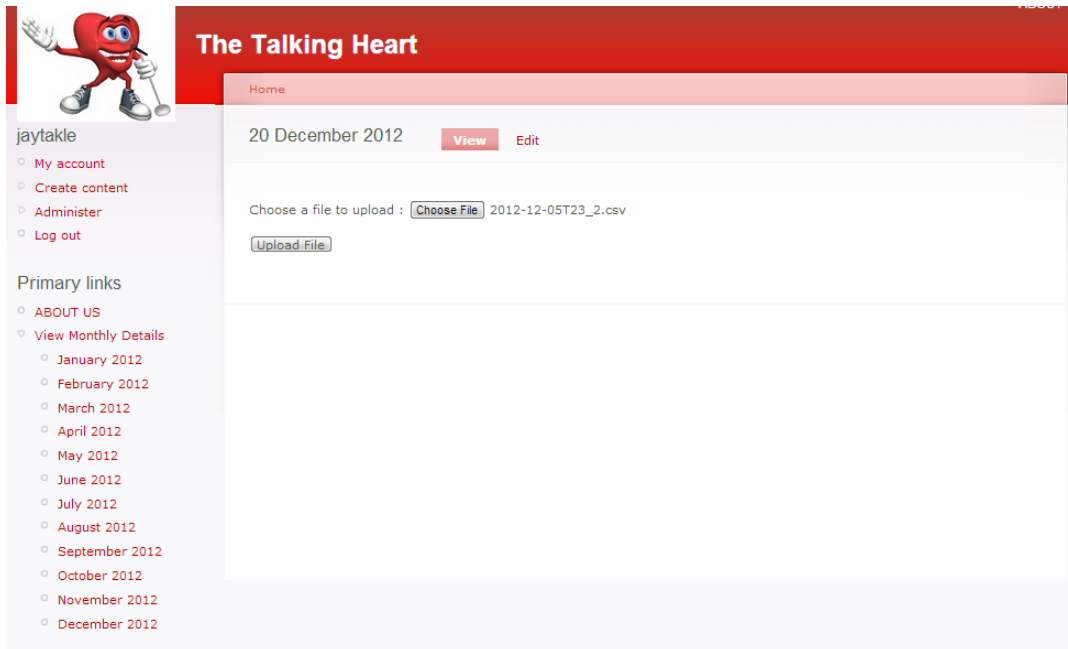 ABOUT
The Talking Heart
Home
jaytakle
My account
Create content
Administer
Log out
Primary links
ABOUT US
View Monthly Details
January 2012
February 2012
March 2012
April 2012
May 2012
June 2012
July 2012
August 2012
September 2012
October 2012
November 2012
December 2012
20 December 2012 View Edit
Choose a file to upload : Choose File 2012-12-05T23_2.csv
Upload File